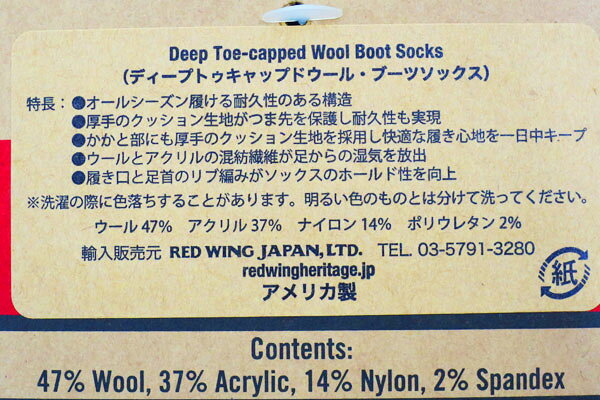 Deep Toe-capped Wool Boot Socks
(ディープトゥキャップドウール・ブーツソックス)
特長：●オールシーズン履ける耐久性のある構造
●厚手のクッション生地がつま先を保護し耐久性も実現
●かかと部にも厚手のクッション生地を採用し快適な履き心地を一日中キープ
●ウールとアクリルの混紡繊維が足からの湿気を放出
●履き口と足首のリブ編みがソックスのホールド性を向上
※洗濯の際に色落ちすることがあります。明るい色のものとは分けて洗ってください。
ウール 47%　アクリル 37%　ナイロン 14%　ポリウレタン 2%
輸入販売元 RED WING JAPAN, LTD. TEL. 03-5791-3280
redwingheritage.jp
アメリカ製
紙
Contents:
47% Wool, 37% Acrylic, 14% Nylon, 2% Spandex